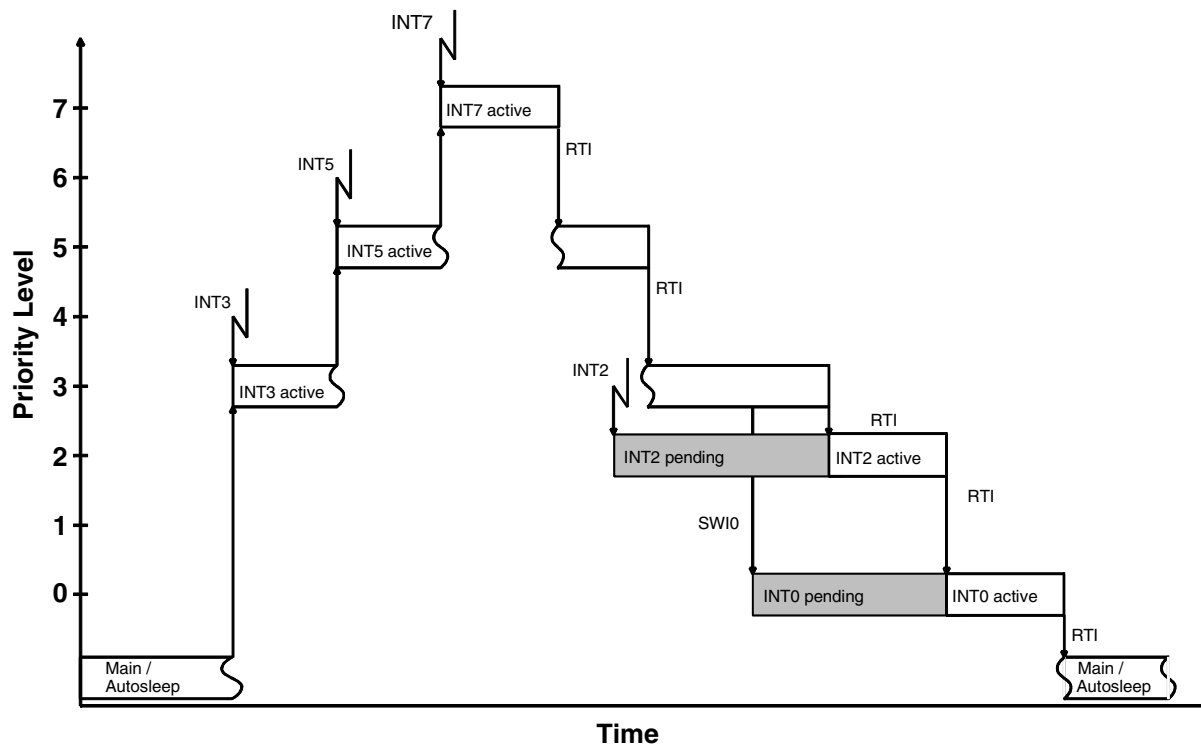 INT7
7
INT7 active
RTI
INT5
6
5
INT5 active
RTI
INT3
4
3
INT3 active
INT2
RTI
2
INT2 pending
INT2 active
RTI
SWI0
1
0
INT0 pending
INT0 active
RTI
Main /
Autosleep
Main /
Autosleep
Priority Level
Time